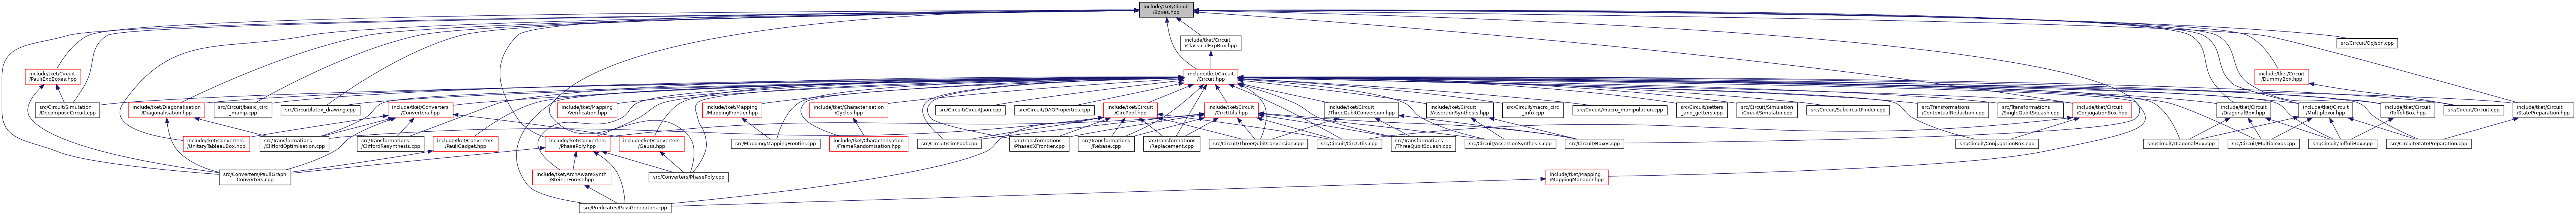 include/tket/Circuit
/Boxes.hpp
include/tket/Circuit
/ClassicalExpBox.hpp
src/Circuit/OpJson.cpp
include/tket/Circuit
/PauliExpBoxes.hpp
include/tket/Circuit
/Circuit.hpp
include/tket/Circuit
/DummyBox.hpp
src/Circuit/Simulation
/DecomposeCircuit.cpp
include/tket/Diagonalisation
/Diagonalisation.hpp
src/Circuit/basic_circ
_manip.cpp
src/Circuit/latex_drawing.cpp
include/tket/Converters
/Converters.hpp
include/tket/Mapping
/Verification.hpp
include/tket/Mapping
/MappingFrontier.hpp
include/tket/Characterisation
/Cycles.hpp
src/Circuit/CircuitJson.cpp
src/Circuit/DAGProperties.cpp
include/tket/Circuit
/CircPool.hpp
include/tket/Circuit
/CircUtils.hpp
include/tket/Circuit
/ThreeQubitConversion.hpp
include/tket/Circuit
/AssertionSynthesis.hpp
src/Circuit/macro_circ
_info.cpp
src/Circuit/macro_manipulation.cpp
src/Circuit/setters
_and_getters.cpp
src/Circuit/Simulation
/CircuitSimulator.cpp
src/Circuit/SubcircuitFinder.cpp
src/Transformations
/ContextualReduction.cpp
src/Transformations
/SingleQubitSquash.cpp
include/tket/Circuit
/ConjugationBox.hpp
include/tket/Circuit
/DiagonalBox.hpp
include/tket/Circuit
/Multiplexor.hpp
include/tket/Circuit
/ToffoliBox.hpp
src/Circuit/Circuit.cpp
include/tket/Circuit
/StatePreparation.hpp
include/tket/Converters
/UnitaryTableauBox.hpp
src/Transformations
/CliffordOptimisation.cpp
src/Transformations
/CliffordResynthesis.cpp
include/tket/Converters
/PauliGadget.hpp
include/tket/Converters
/PhasePoly.hpp
include/tket/Converters
/Gauss.hpp
src/Mapping/MappingFrontier.cpp
include/tket/Characterisation
/FrameRandomisation.hpp
src/Circuit/CircPool.cpp
src/Transformations
/PhasedXFrontier.cpp
src/Transformations
/Rebase.cpp
src/Transformations
/Replacement.cpp
src/Circuit/ThreeQubitConversion.cpp
src/Circuit/CircUtils.cpp
src/Transformations
/ThreeQubitSquash.cpp
src/Circuit/AssertionSynthesis.cpp
src/Circuit/Boxes.cpp
src/Circuit/ConjugationBox.cpp
src/Circuit/DiagonalBox.cpp
src/Circuit/Multiplexor.cpp
src/Circuit/ToffoliBox.cpp
src/Circuit/StatePreparation.cpp
src/Converters/PauliGraph
Converters.cpp
include/tket/ArchAwareSynth
/SteinerForest.hpp
src/Converters/PhasePoly.cpp
include/tket/Mapping
/MappingManager.hpp
src/Predicates/PassGenerators.cpp